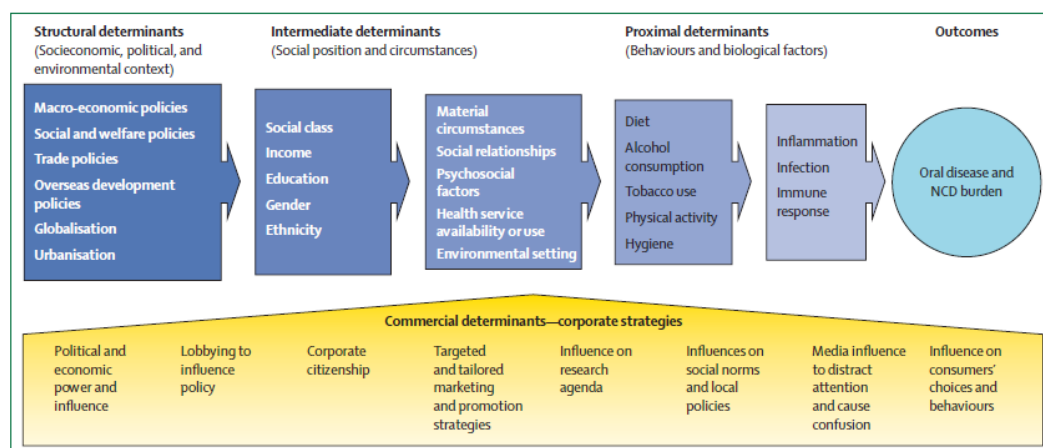 Structural determinants
(Socieconomic, political, and
environmental context)
Intermediate determinants
(Social position and circumstances)
Proximal determinants
(Behaviours and biological factors)
Outcomes
Macro-economic policies
Social and welfare policies
Trade policies
Overseas development
policies
Globalisation
Urbanisation
Social class
Income
Education
Gender
Ethnicity
Material
circumstances
Social relationships
Psychosocial
factors
Health service
availability or use
Environmental setting
Diet
Alcohol
consumption
Tobacco use
Physical activity
Hygiene
Inflammation
Infection
Immune
response
Oral disease and
NCD burden
Commercial determinants—corporate strategies
Political and
economic
power and
influence
Lobbying to
influence
policy
Corporate
citizenship
Targeted
and tailored
marketing
and promotion
strategies
Influence on
research
agenda
Influences on
social norms
and local
policies
Media influence
to distract
attention
and cause
confusion
Influence on
consumers'
choices and
behaviours